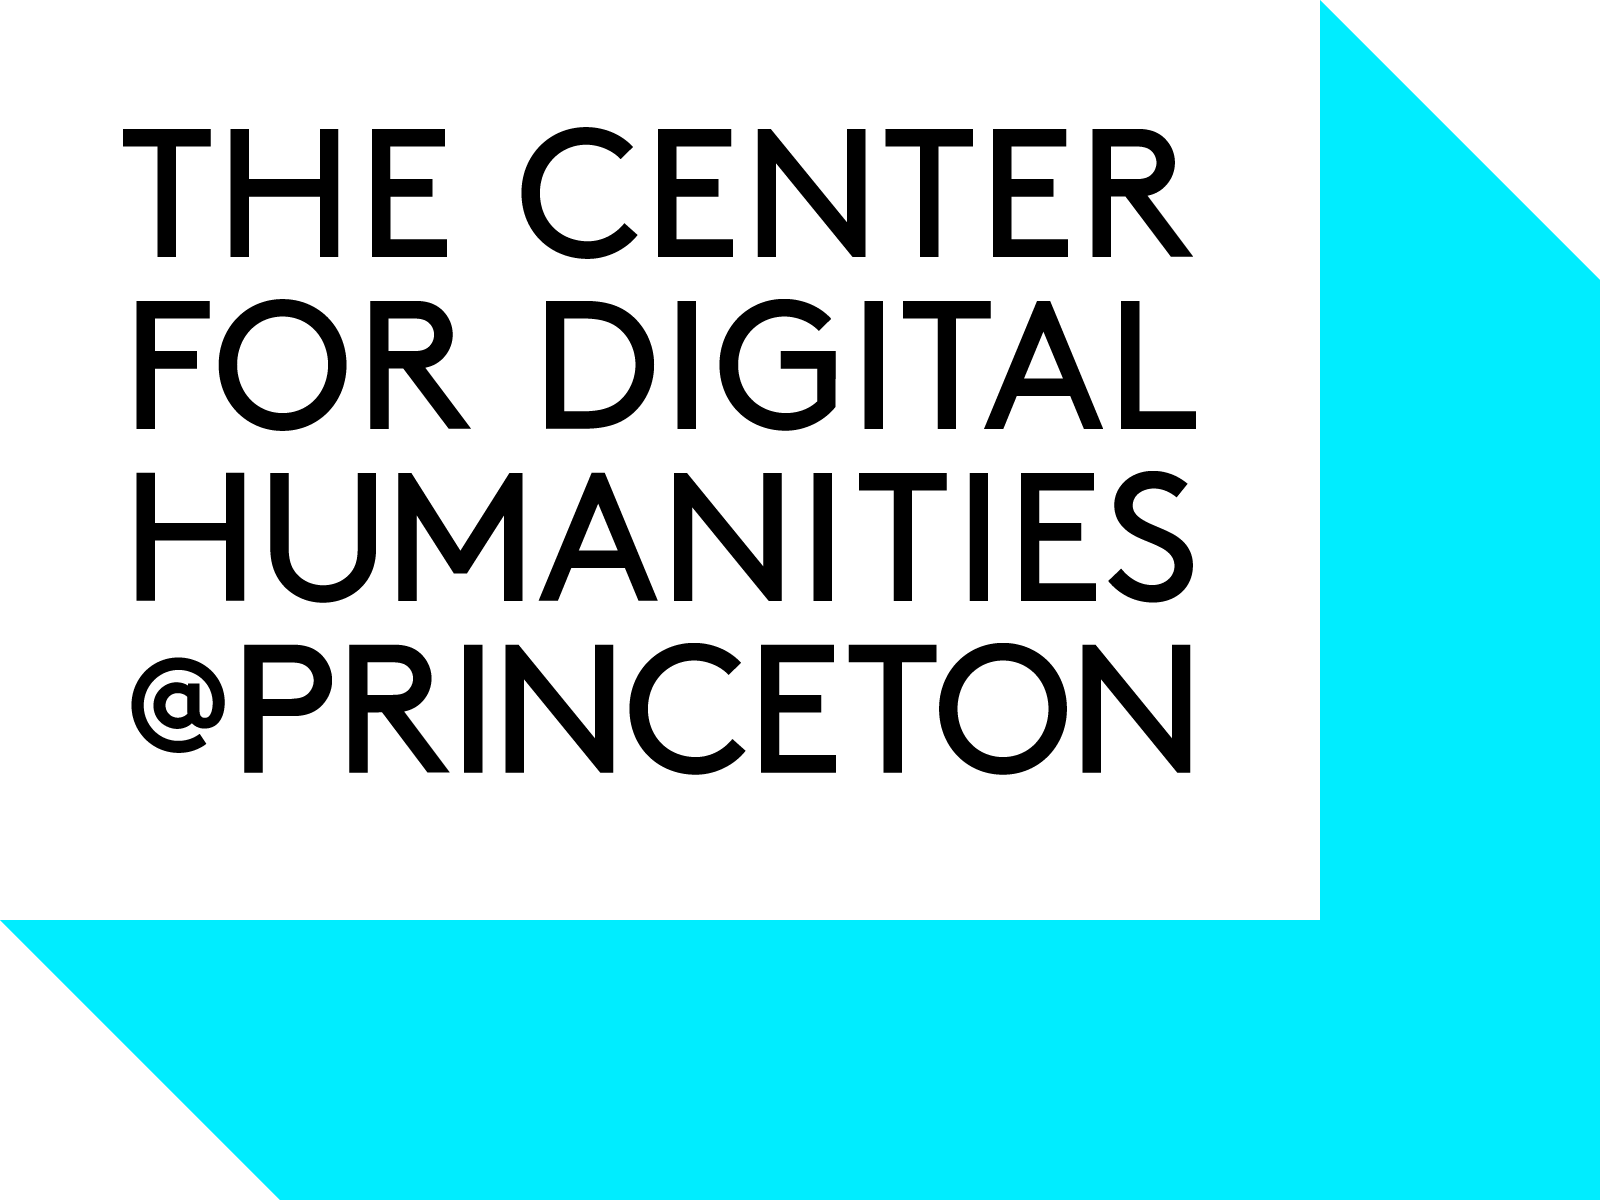 THE CENTER
FOR DIGITAL
HUMANITIES
@PRINCETON